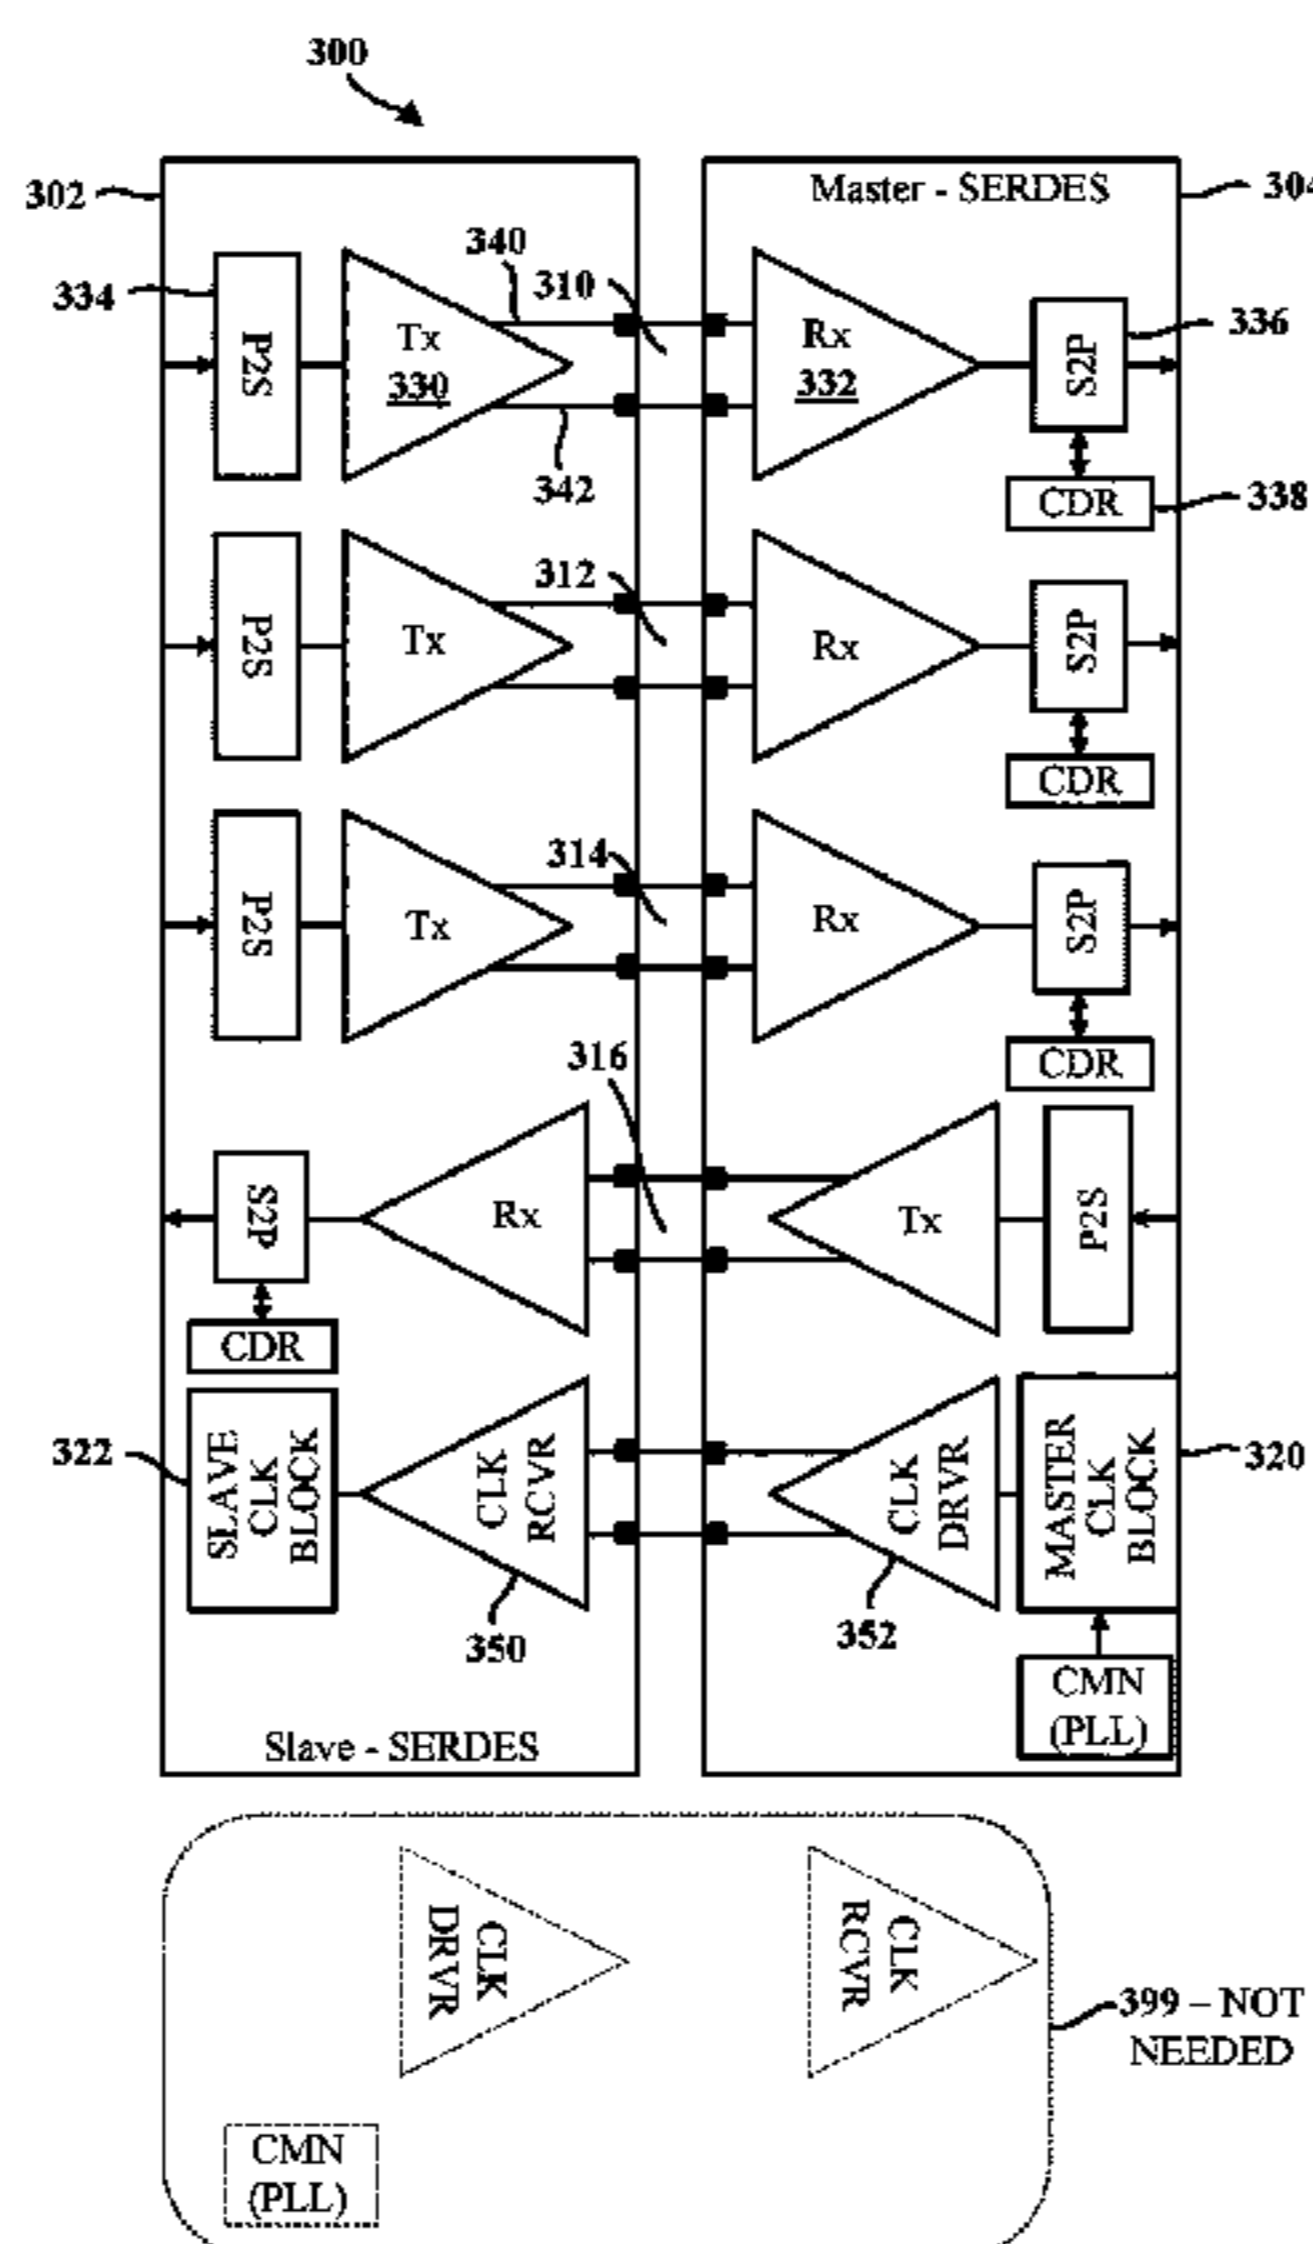 300
302
Master - SERDES
304
340
310
334
P2S
Tx
330
Rx
332
S2P
336
342
CDR
338
312
P2S
Tx
Rx
S2P
CDR
314
P2S
Tx
Rx
S2P
CDR
316
S2P
Rx
Tx
P2S
CDR
322
SLAVE
CLK
BLOCK
CLK
RCVR
CLK
DRVR
MASTER
CLK
BLOCK
320
350
352
CMN
(PLL)
Slave - SERDES
CLK
DRVR
CLK
RCVR
399 – NOT
NEEDED
CMN
(PLL)